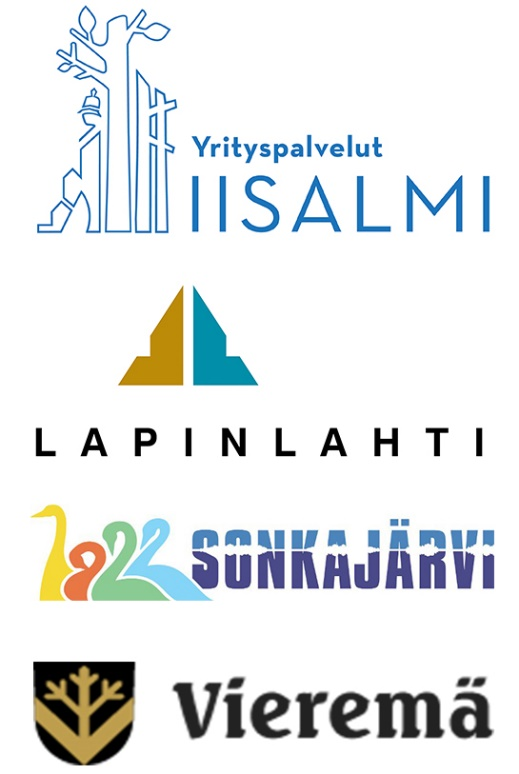 Yrityspalvelut
IISALMI
LAPINLAHTI
SONKAJÄRVI
Vieremä